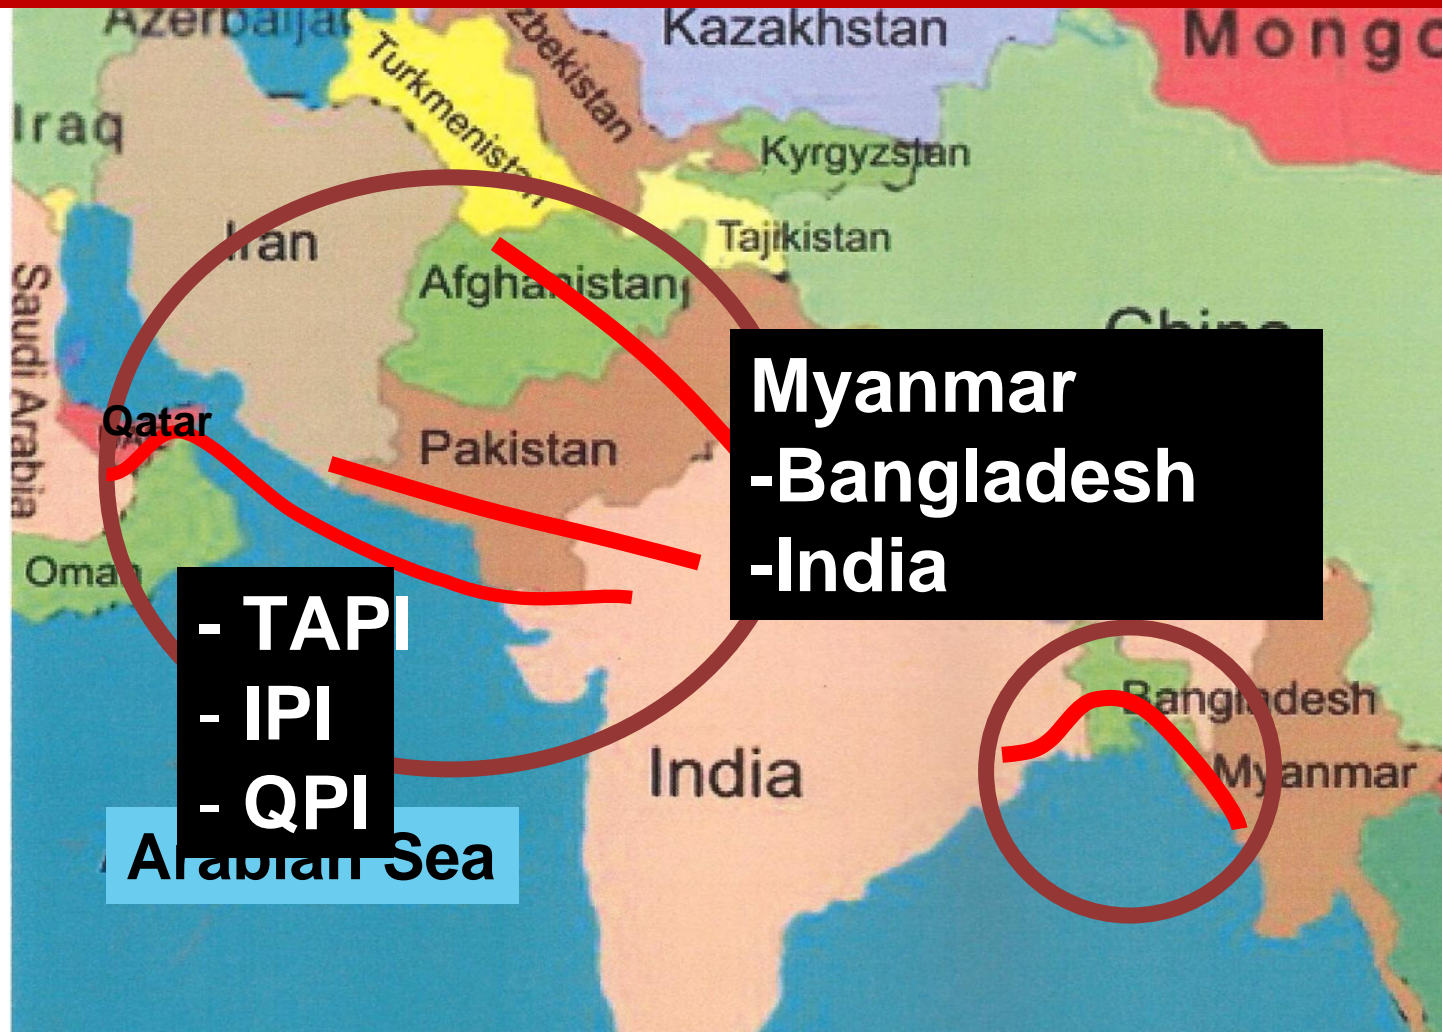 Azerbaijan
Kazakhstan
Mongo
Turkmenistan
zbekistan
Iraq
Kyrgyzstan
Iran
Tajikistan
Afghanistan
China
Saudi Arabia
Qatar
Pakistan
Myanmar
-Bangladesh
-India
Oman
- TAPI
- IPI
- QPI
Bangladesh
India
Myanmar
Arabian Sea